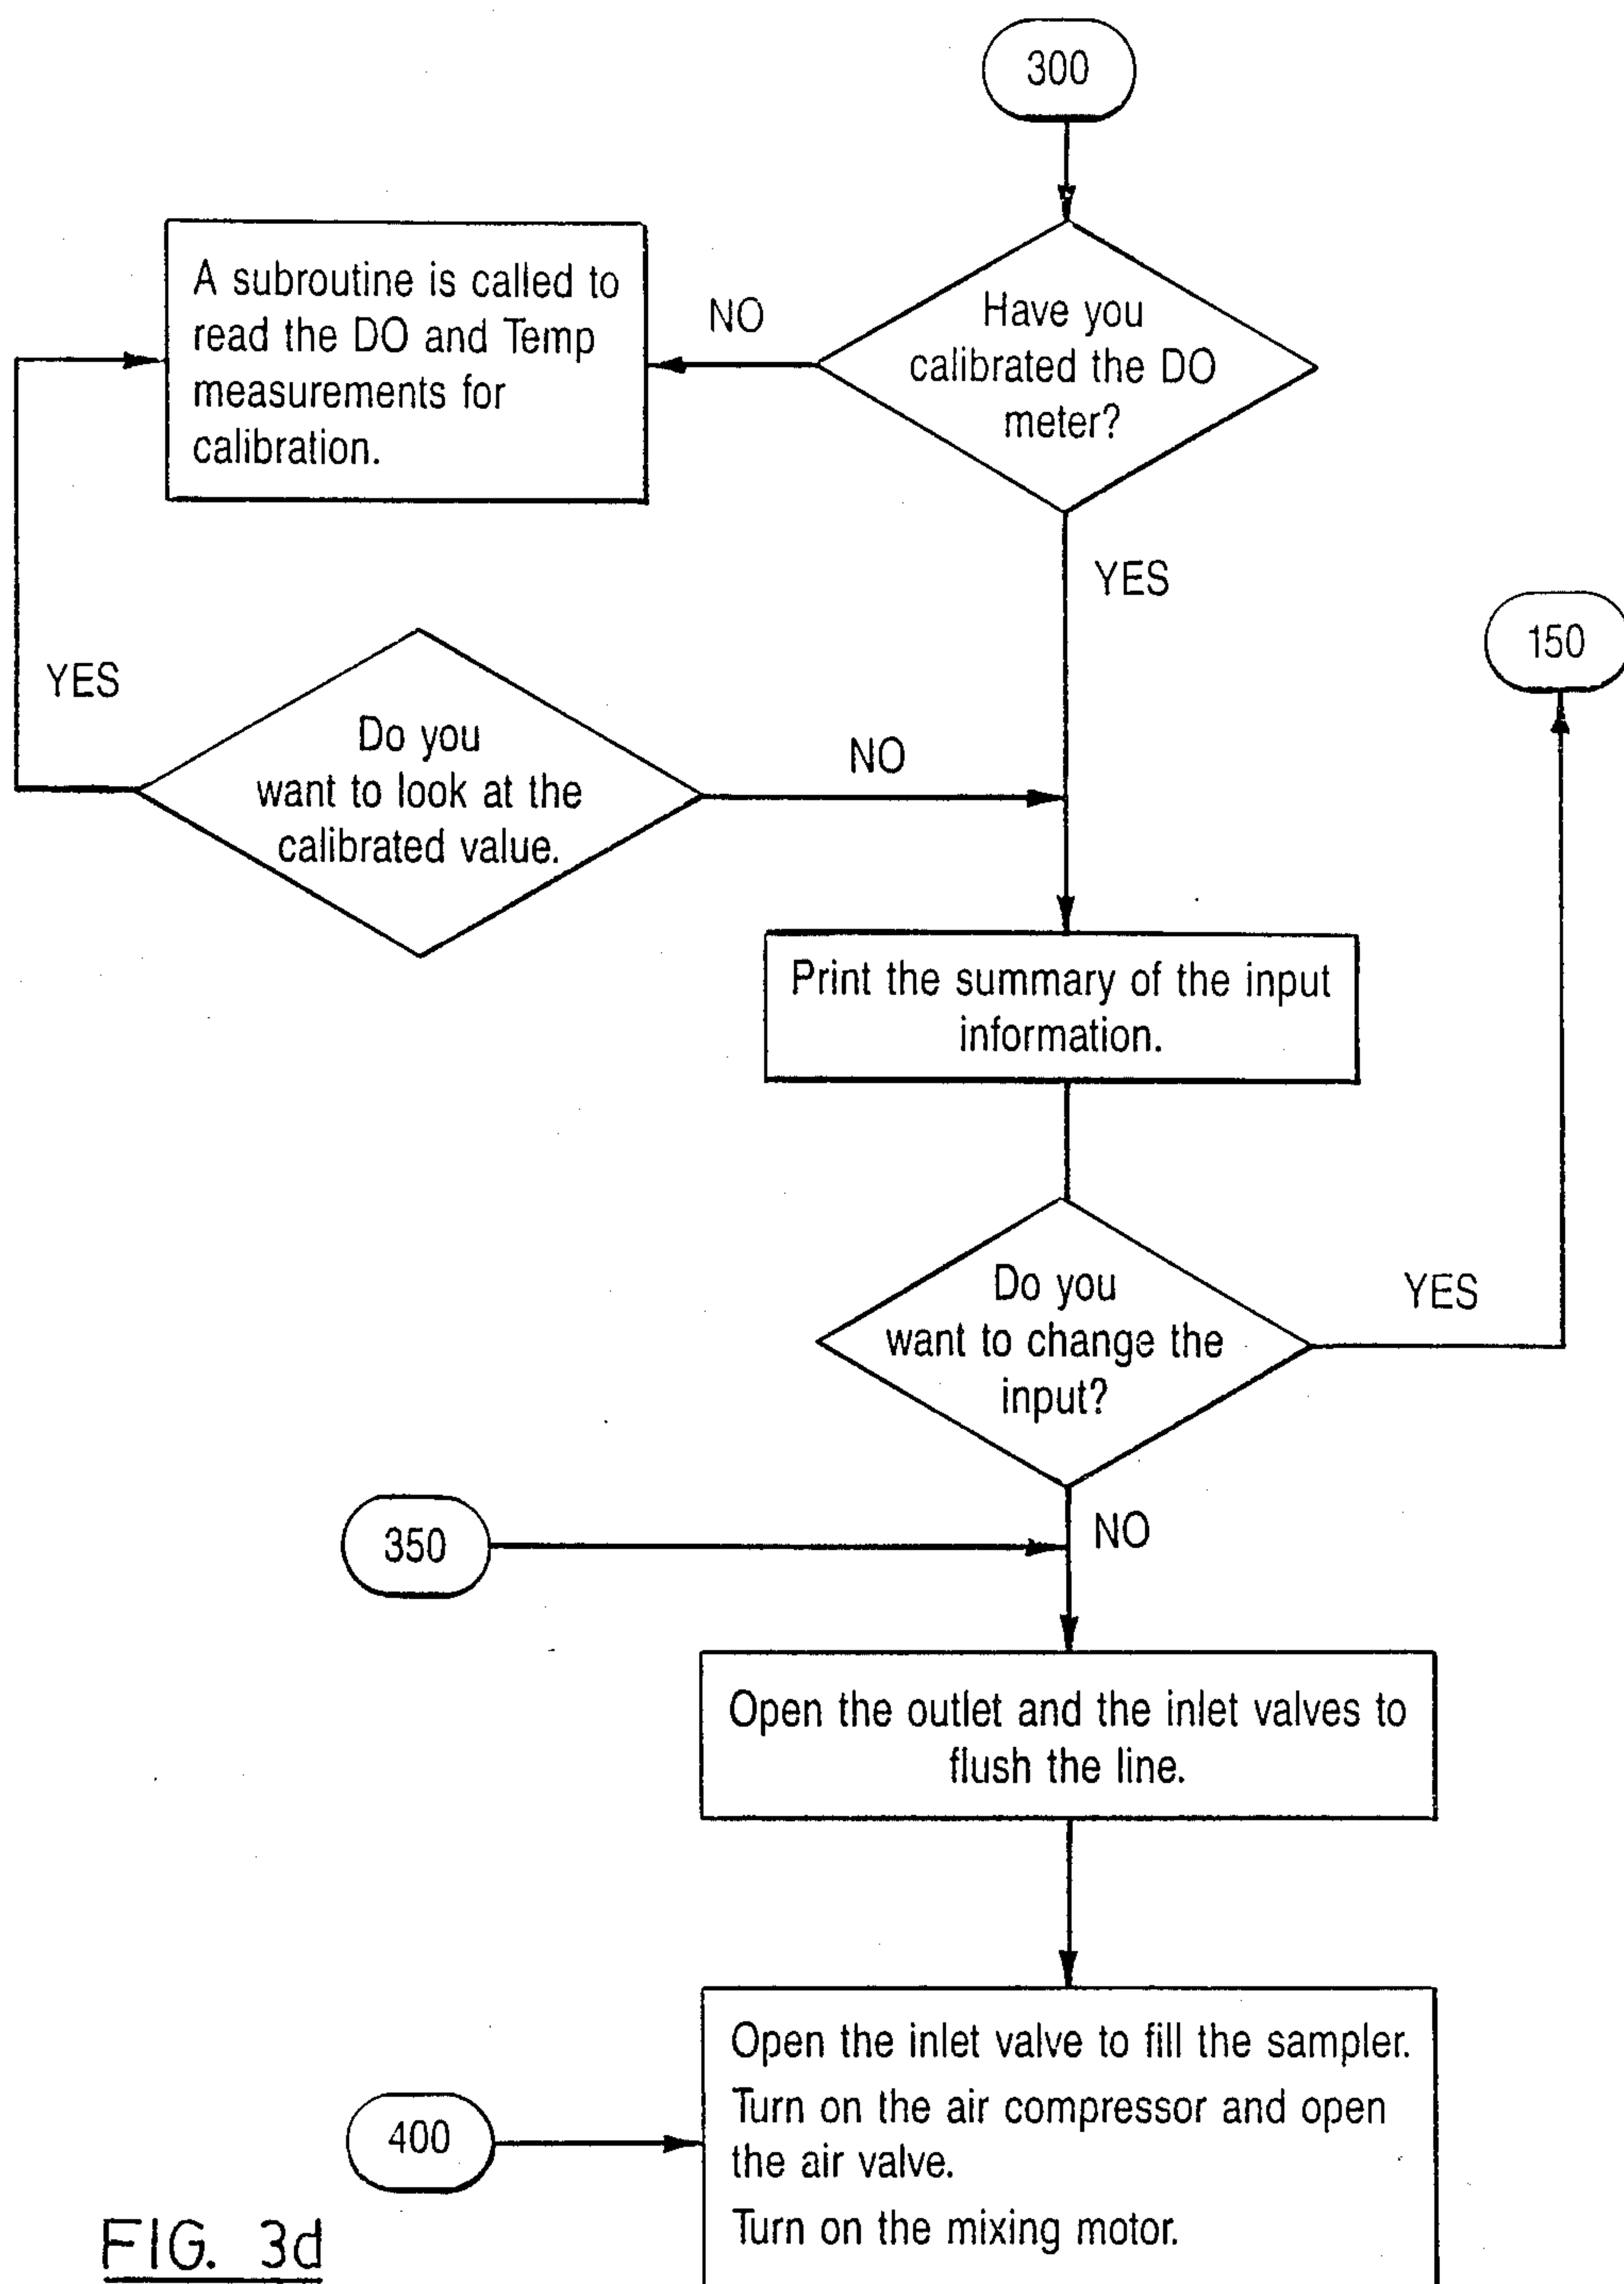 300
Have you
calibrated the DO
meter?
NO
A subroutine is called to
read the DO and Temp
measurements for
calibration.
YES
150
YES
Do you
want to look at the
calibrated value.
NO
Print the summary of the input
information.
Do you
want to change the
input?
YES
NO
350
Open the outlet and the inlet valves to
flush the line.
400
Open the inlet valve to fill the sampler.
Turn on the air compressor and open
the air valve.
Turn on the mixing motor.
FIG. 3d